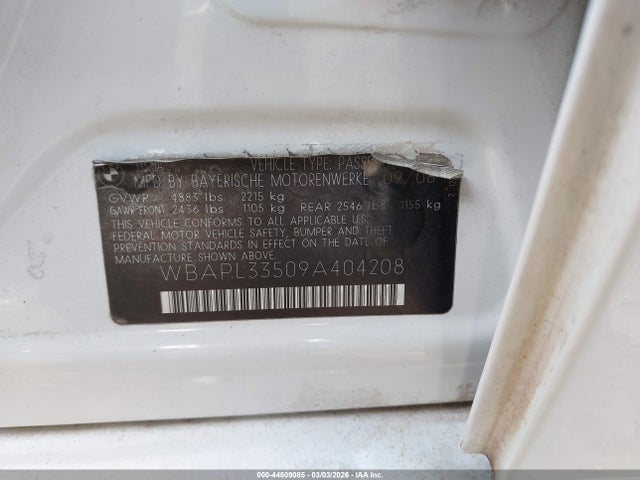 VEHICLE TYPE: PASS
MFD BY BAYERISCHE MOTORENWERKE 09/08
GVWR 4883 lbs 2215 kg
GAWR-FRONT 2436 lbs 1105 kg REAR 2546 lbs 1155 kg
THIS VEHICLE CONFORMS TO ALL APPLICABLE U.S.
FEDERAL MOTOR VEHICLE SAFETY, BUMPER AND THEFT
PREVENTION STANDARDS IN EFFECT ON THE DATE OF
MANUFACTURE SHOWN ABOVE.
WBAPL33509A404208
000-44509085 - 03/03/2026 - IAA Inc.